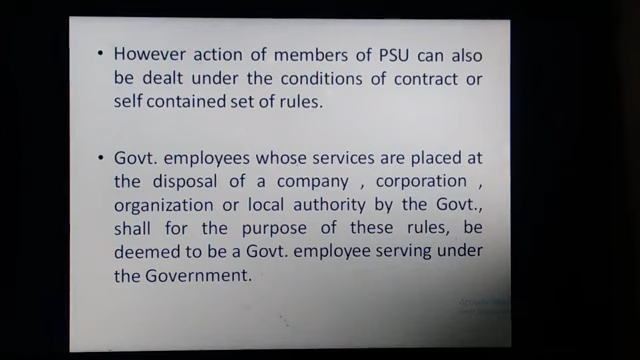 • However action of members of PSU can also
be dealt under the conditions of contract or
self contained set of rules.
• Govt. employees whose services are placed at
the disposal of a company , corporation ,
organization or local authority by the Govt.,
shall for the purpose of these rules, be
deemed to be a Govt. employee serving under
the Government.